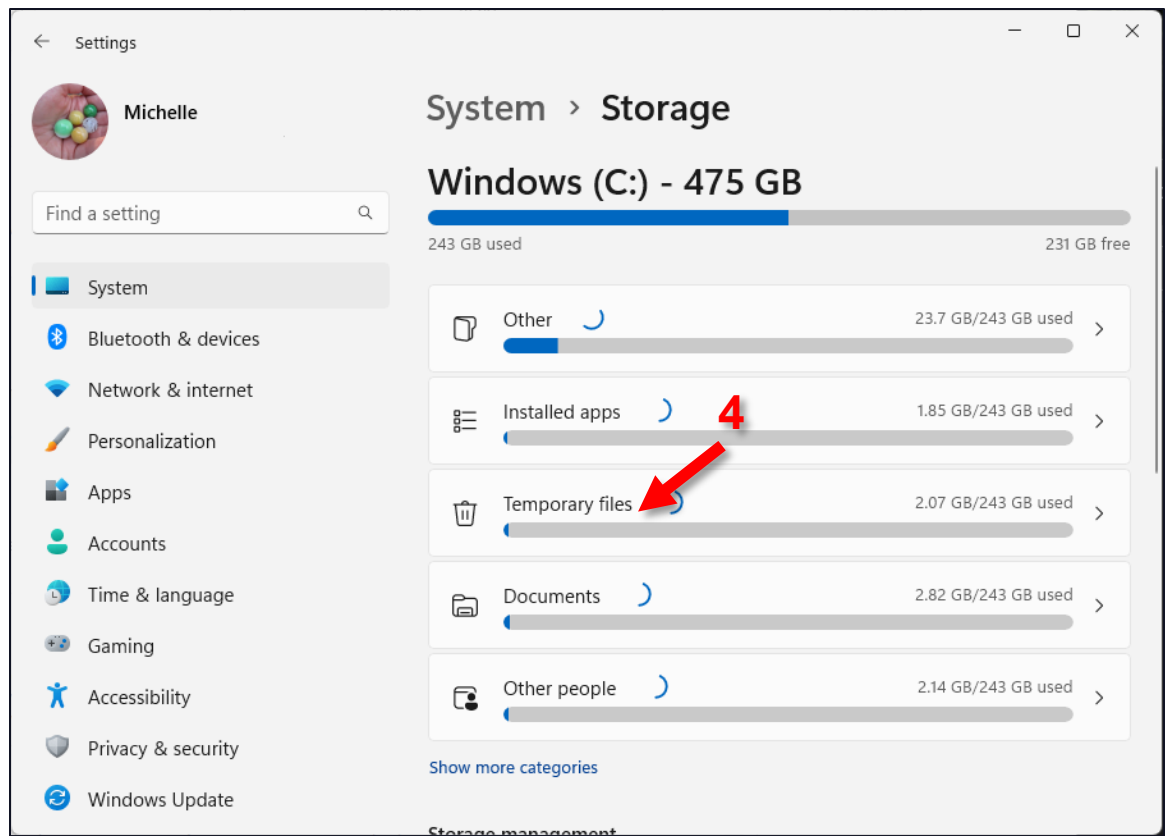 Settings
Michelle
Find a setting
System
Bluetooth & devices
Network & internet
Personalization
Apps
Accounts
Time & language
Gaming
Accessibility
Privacy & security
Windows Update
System > Storage
Windows (C:) - 475 GB
243 GB used 231 GB free
Other 23.7 GB/243 GB used
Installed apps 1.85 GB/243 GB used
4
Temporary files 2.07 GB/243 GB used
Documents 2.82 GB/243 GB used
Other people 2.14 GB/243 GB used
Show more categories
Storage management